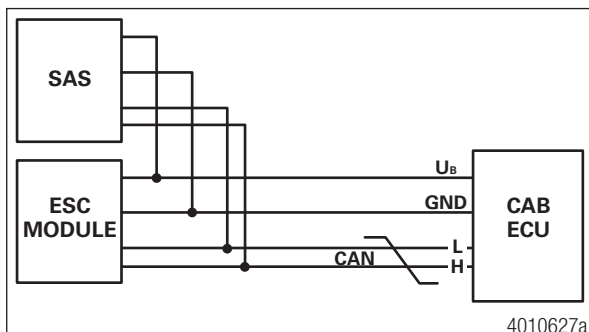 SAS
ESC
MODULE
UB
GND
CAN
L
H
CAB
ECU
4010627a